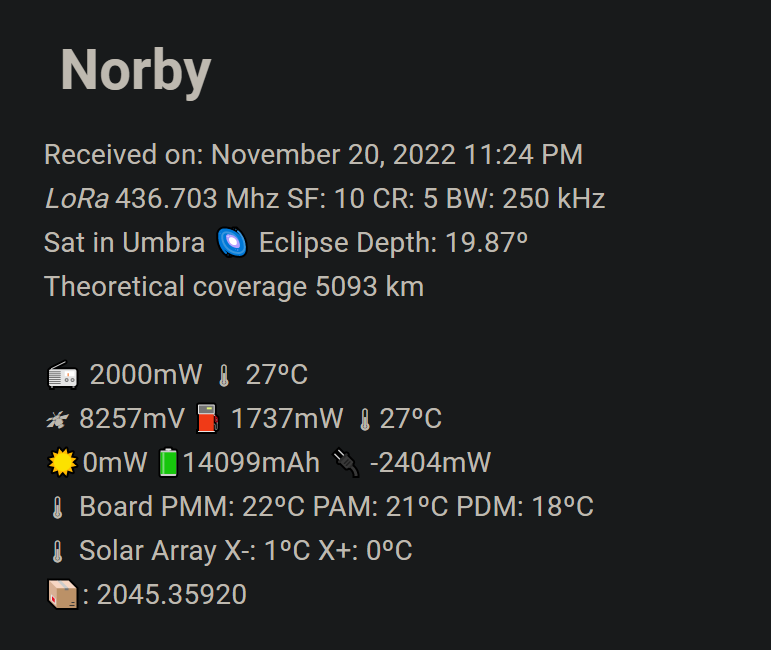 Norby
Received on: November 20, 2022 11:24 PM
LoRa 436.703 Mhz SF: 10 CR: 5 BW: 250 kHz
Sat in Umbra 🌀 Eclipse Depth: 19.87º
Theoretical coverage 5093 km
📻 2000mW 🌡 27ºC
🛰 8257mV ⛽ 1737mW 🌡27ºC
☀0mW 🔋14099mAh 🔌 -2404mW
🌡 Board PMM: 22ºC PAM: 21ºC PDM: 18ºC
🌡 Solar Array X-: 1ºC X+: 0ºC
📦: 2045.35920